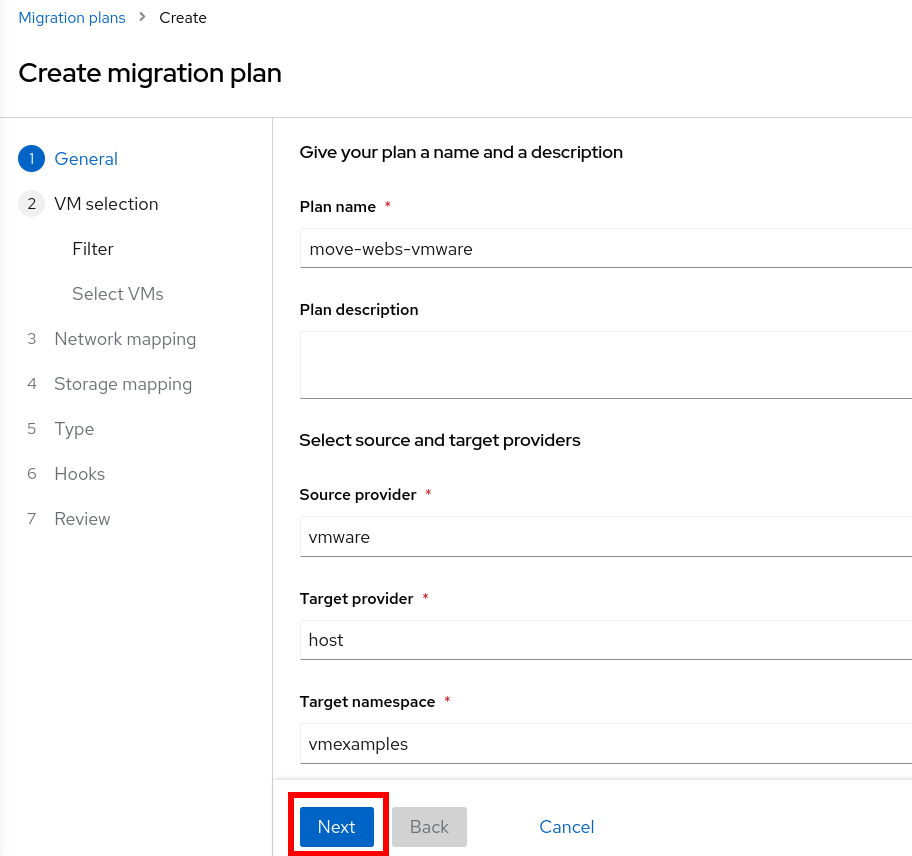 Migration plans > Create
Create migration plan
1 General
2 VM selection
Filter
Select VMs
3 Network mapping
4 Storage mapping
5 Type
6 Hooks
7 Review
Give your plan a name and a description
Plan name *
move-webs-vmware
Plan description
Select source and target providers
Source provider *
vmware
Target provider *
host
Target namespace *
vmexamples
Next Back Cancel